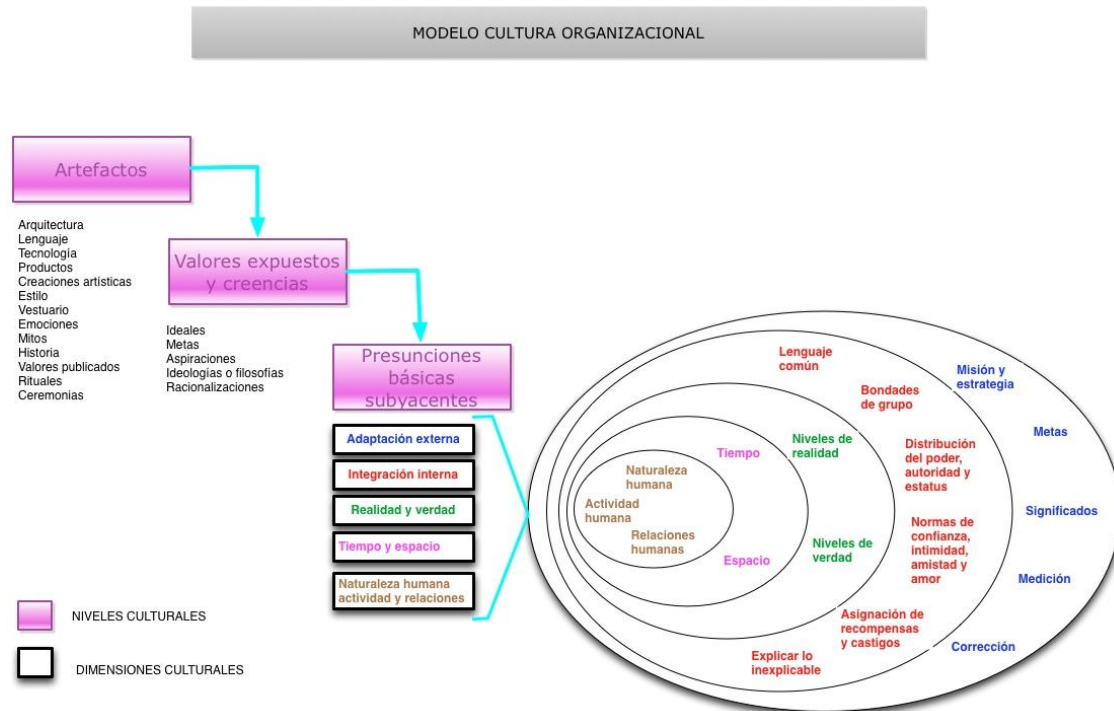 MODELO CULTURA ORGANIZACIONAL
Artefactos
Arquitectura
Lenguaje
Tecnología
Productos
Creaciones artísticas
Estilo
Vestuario
Emociones
Mitos
Historia
Valores publicados
Rituales
Ceremonias
Valores expuestos
y creencias
Ideales
Metas
Aspiraciones
Ideologías o filosofías
Racionalizaciones
Presunciones
básicas
subyacentes
Adaptación externa
Integración interna
Realidad y verdad
Tiempo y espacio
Naturaleza humana
actividad y relaciones
Naturaleza
humana
Actividad
humana
Relaciones
humanas
Tiempo
Espacio
Niveles de
realidad
Niveles de
verdad
Lenguaje
común
Bondades
de grupo
Distribución
del poder,
autoridad y
estatus
Normas de
confianza,
intimidad,
amistad y
amor
Asignación de
recompensas
y castigos
Explicar lo
inexplicable
Misión y
estrategia
Metas
Significados
Medición
Corrección
NIVELES CULTURALES
DIMENSIONES CULTURALES